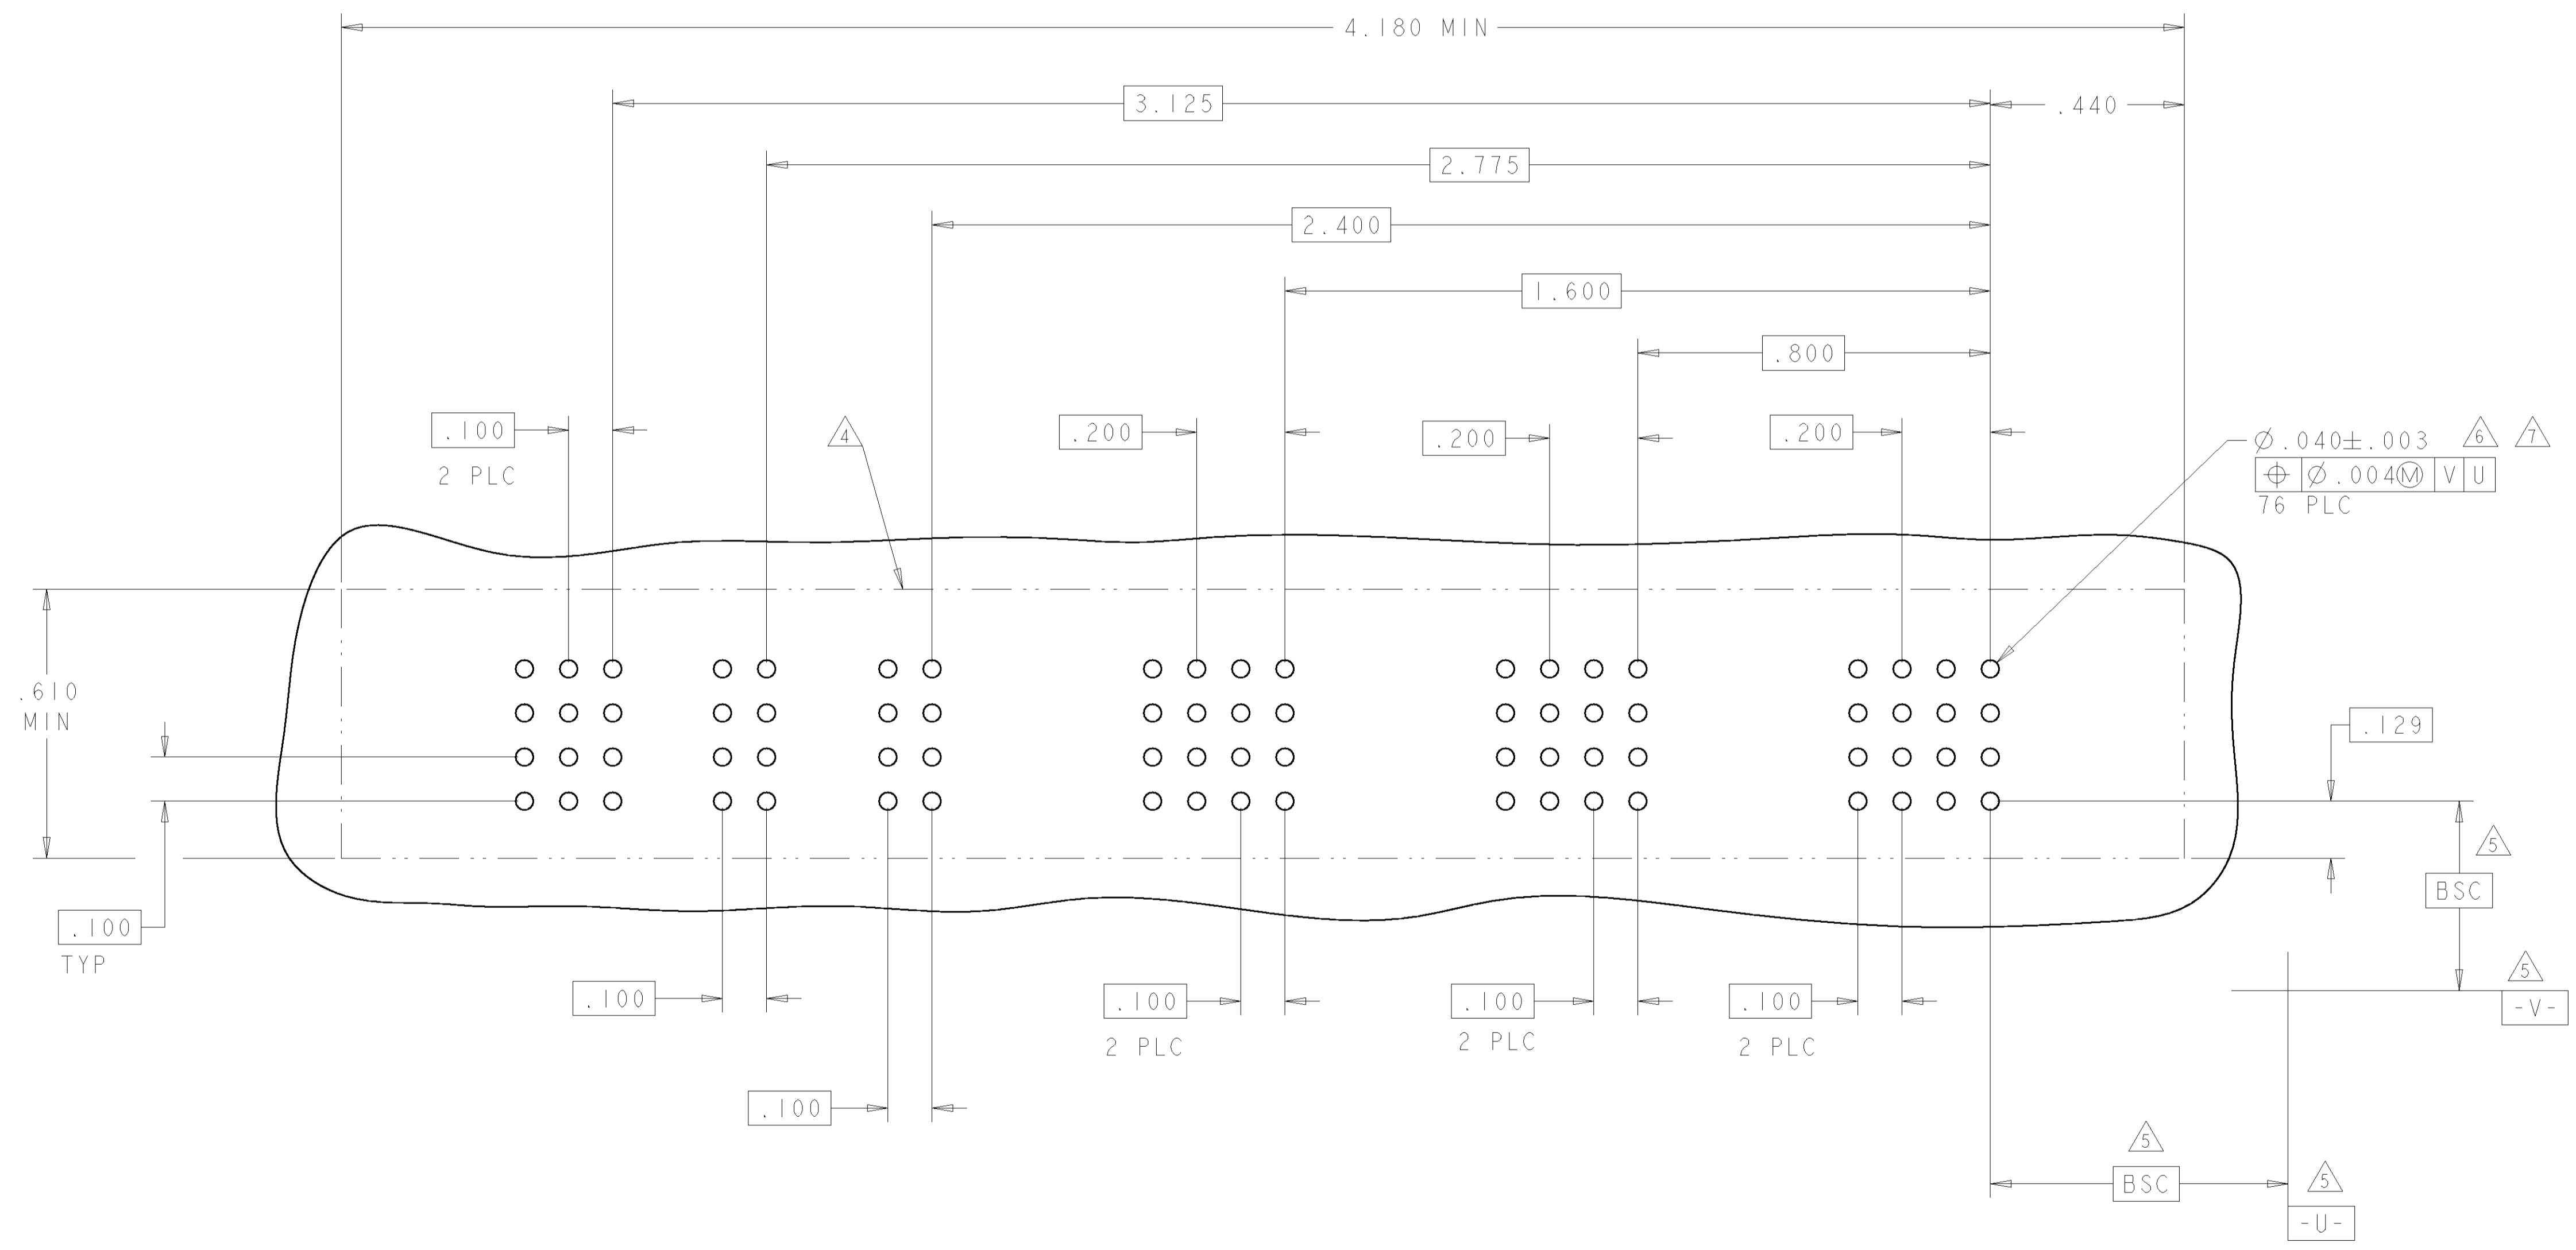 4.180 MIN
3.125
.440
2.775
2.400
1.600
.800
.100
2 PLC
4
.200
.200
.200
Ø.040±.003 6 7
⌖ Ø.004Ⓜ V U
76 PLC
.610
MIN
.129
5
BSC
.100
TYP
5
-V-
.100
.100
2 PLC
.100
2 PLC
.100
2 PLC
.100
5
BSC
5
-U-